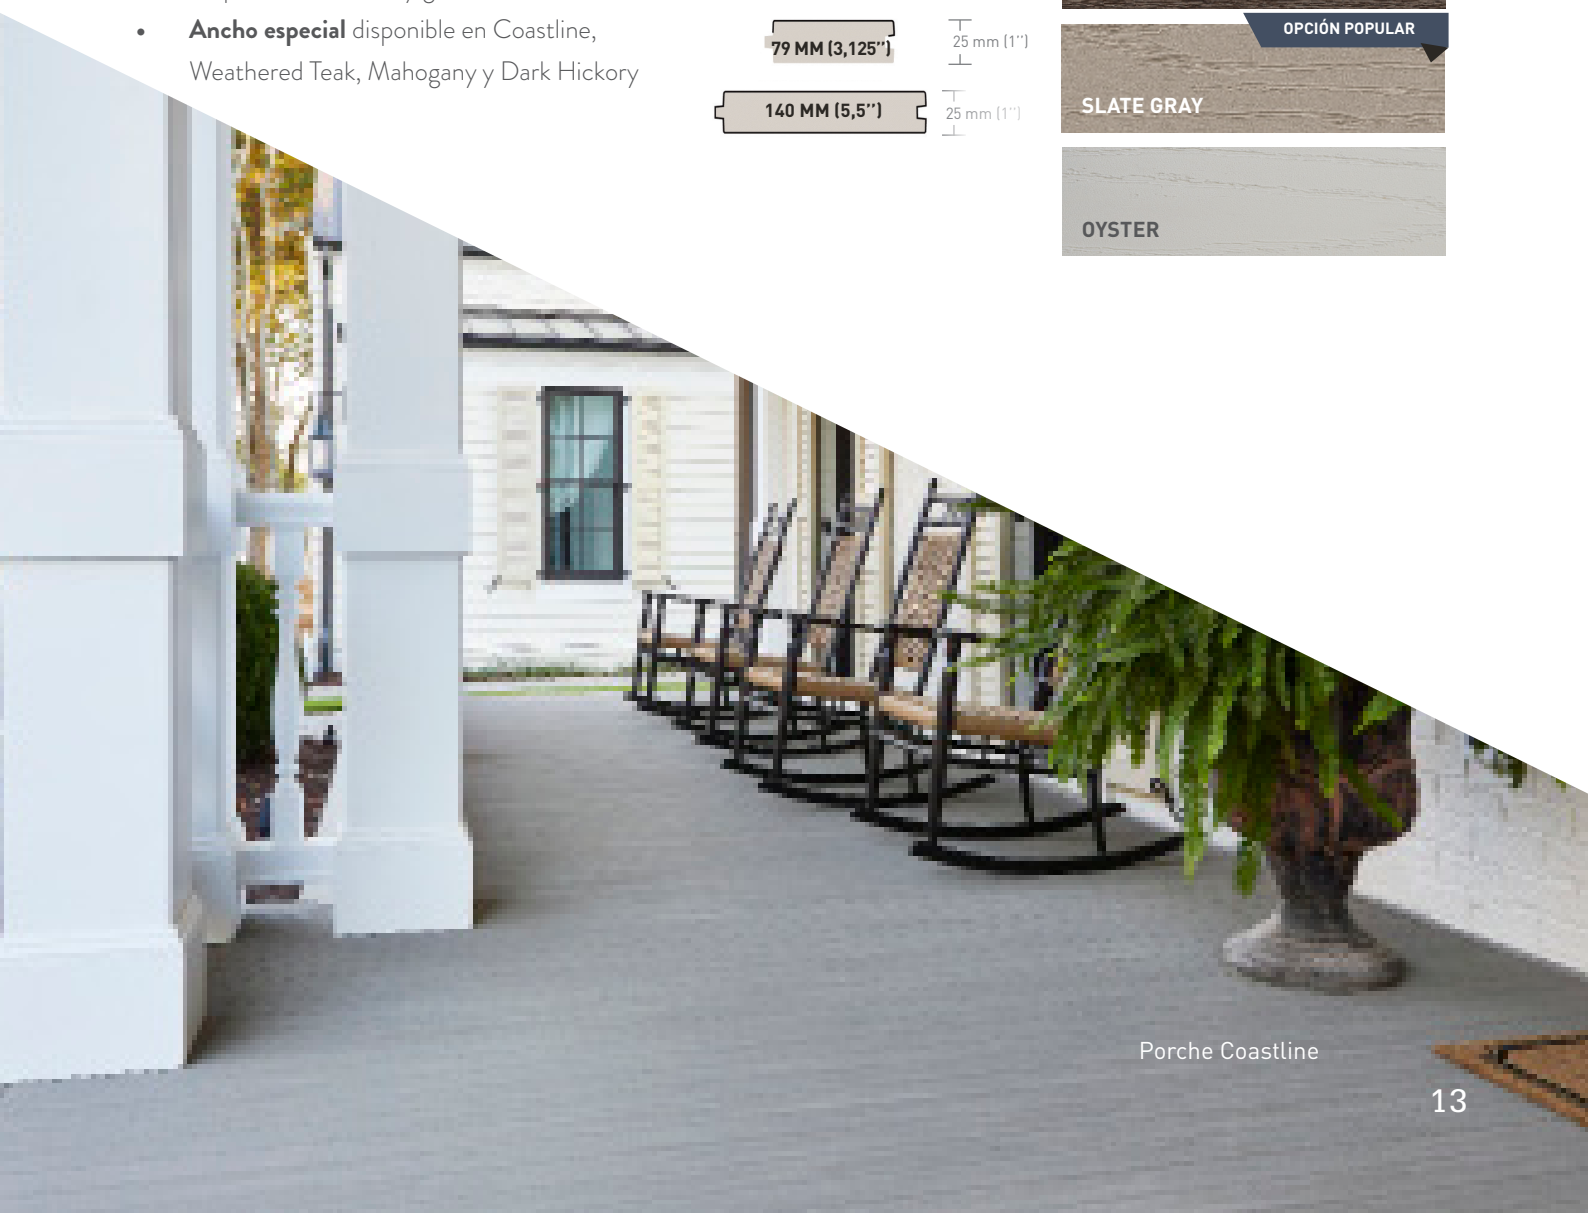 • Ancho especial disponible en Coastline,
Weathered Teak, Mahogany y Dark Hickory
79 MM (3,125’’)
25 mm (1’’)
140 MM (5,5’’)
25 mm (1’’)
OPCIÓN POPULAR
SLATE GRAY
OYSTER
Porche Coastline
13